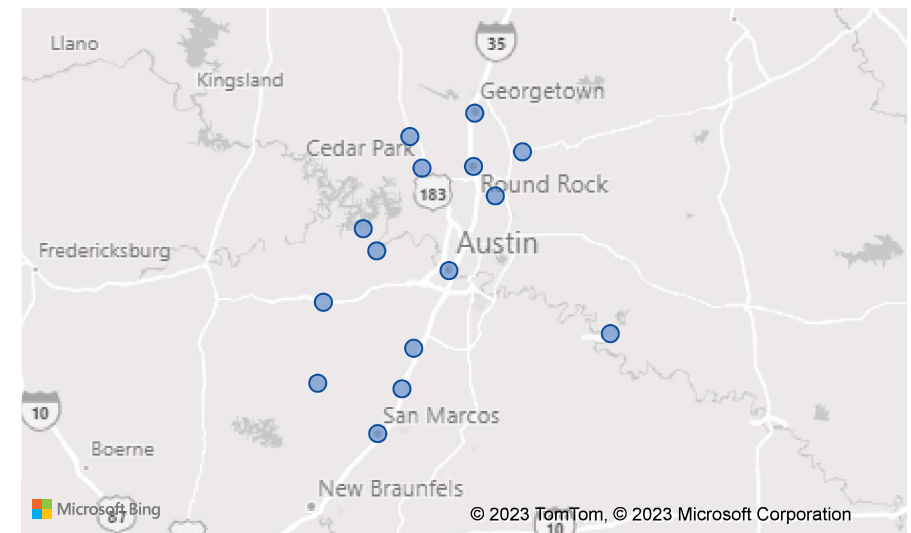 35
Llano
Kingsland
Georgetown
Cedar Park
183
Round Rock
Austin
Fredericksburg
10
San Marcos
Boerne
New Braunfels
87
Microsoft Bing
10
© 2023 TomTom, © 2023 Microsoft Corporation